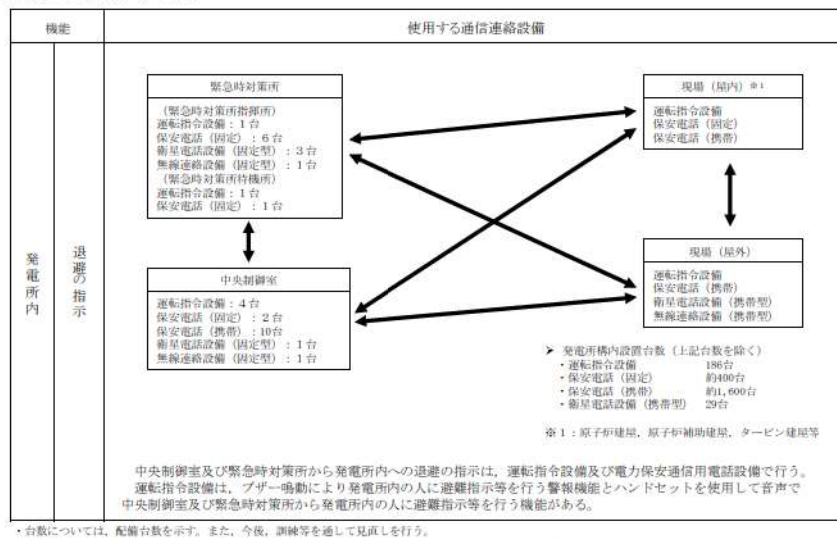 機能
使用する通信連絡設備
発電所内
退避の指示
緊急時対策所
(緊急時対策所指揮所)
運転指令設備:1台
保安電話(固定):6台
衛星電話設備(固定型):3台
無線連絡設備(固定型):1台
(緊急時対策所待機所)
運転指令設備:1台
保安電話(固定):1台
現場(屋内)※1
運転指令設備
保安電話(固定)
保安電話(携帯)
中央制御室
運転指令設備:4台
保安電話(固定):2台
保安電話(携帯):10台
衛星電話設備(固定型):1台
無線連絡設備(固定型):1台
現場(屋外)
運転指令設備
保安電話(携帯)
衛星電話設備(携帯型)
無線連絡設備(携帯型)
➢ 発電所構内設置台数(上記台数を除く)
・運転指令設備 186台
・保安電話(固定) 約400台
・保安電話(携帯) 約1,600台
・衛星電話設備(携帯型) 29台
※1:原子炉建屋,原子炉補助建屋,タービン建屋等
中央制御室及び緊急時対策所から発電所内への退避の指示は,運転指令設備及び電力保安通信用電話設備で行う。
運転指令設備は,ブザー鳴動により発電所内の人に避難指示等を行う警報機能とハンドセットを使用して音声で
中央制御室及び緊急時対策所から発電所内の人に避難指示等を行う機能がある。
・台数については,配備台数を示す。また,今後,訓練等を通して見直しを行う。